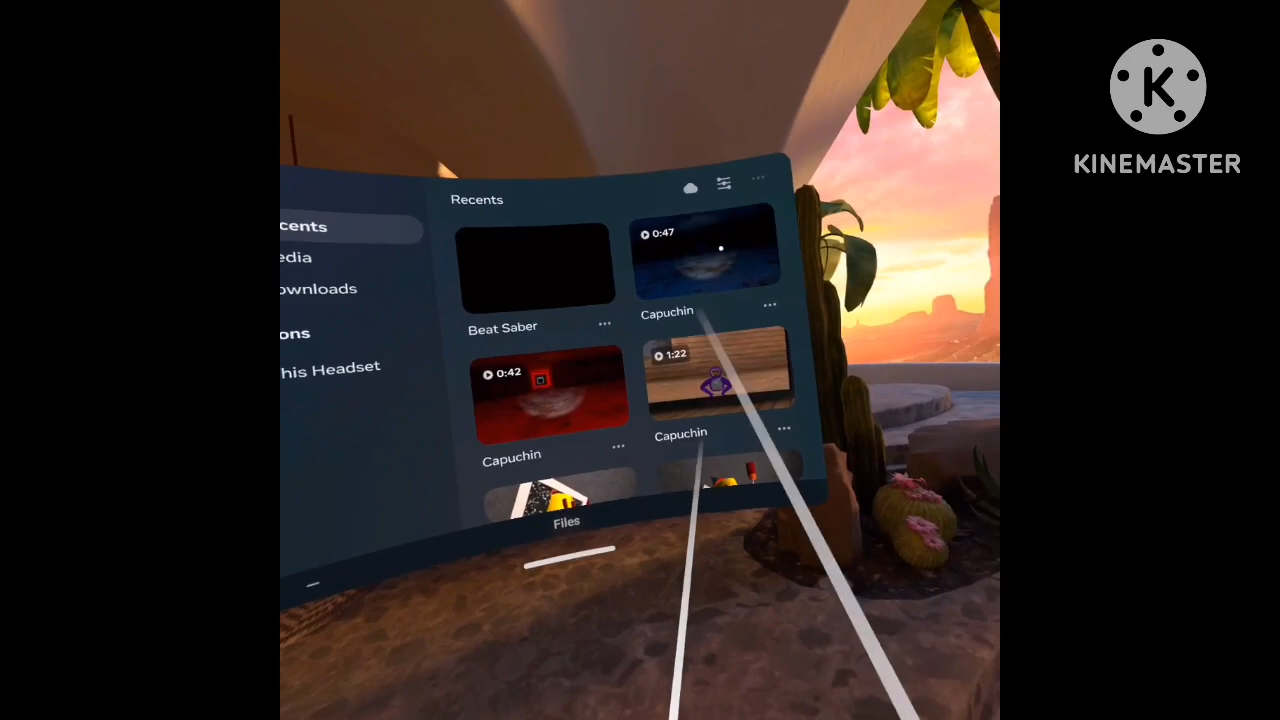 KINEMASTER
Recents
cents
edia
ownloads
ons
his Headset
0:47
Beat Saber
Capuchin
0:42
1:22
Capuchin
Capuchin
Files